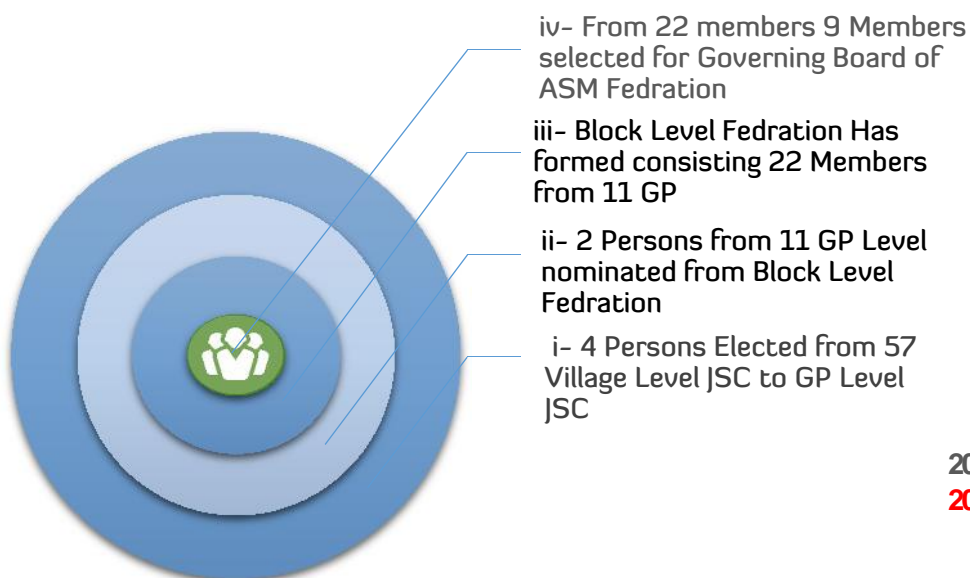 iv- From 22 members 9 Members
selected for Governing Board of
ASM Fedration
iii- Block Level Fedration Has
formed consisting 22 Members
from 11 GP
ii- 2 Persons from 11 GP Level
nominated from Block Level
Fedration
i- 4 Persons Elected from 57
Village Level JSC to GP Level
JSC